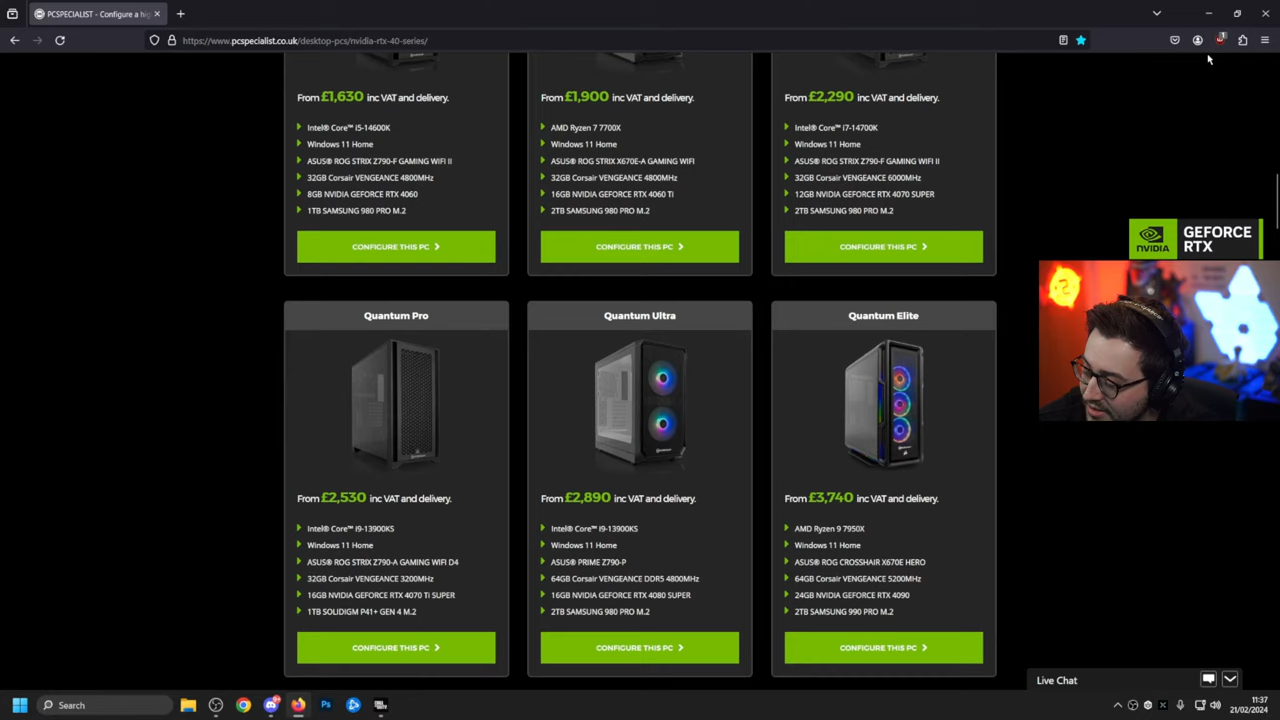 PCSPECIALIST - Configure a hig
https://www.pcspecialist.co.uk/desktop-pcs/nvidia-rtx-40-series/
From £1,630 inc VAT and delivery.
Intel® Core™ i5-14600K
Windows 11 Home
ASUS® ROG STRIX Z790-F GAMING WIFI II
32GB Corsair VENGEANCE 4800MHz
8GB NVIDIA GEFORCE RTX 4060
1TB SAMSUNG 980 PRO M.2
CONFIGURE THIS PC
From £1,900 inc VAT and delivery.
AMD Ryzen 7 7700X
Windows 11 Home
ASUS® ROG STRIX X670E-A GAMING WIFI
32GB Corsair VENGEANCE 4800MHz
16GB NVIDIA GEFORCE RTX 4060 Ti
2TB SAMSUNG 980 PRO M.2
CONFIGURE THIS PC
From £2,290 inc VAT and delivery.
Intel® Core™ i7-14700K
Windows 11 Home
ASUS® ROG STRIX Z790-F GAMING WIFI II
32GB Corsair VENGEANCE 6000MHz
12GB NVIDIA GEFORCE RTX 4070 SUPER
2TB SAMSUNG 980 PRO M.2
CONFIGURE THIS PC
NVIDIA
GEFORCE
RTX
Quantum Pro
From £2,530 inc VAT and delivery.
Intel® Core™ i9-13900KS
Windows 11 Home
ASUS® ROG STRIX Z790-A GAMING WIFI D4
32GB Corsair VENGEANCE 3200MHz
16GB NVIDIA GEFORCE RTX 4070 Ti SUPER
1TB SOLIDIGM P41+ GEN 4 M.2
CONFIGURE THIS PC
Quantum Ultra
From £2,890 inc VAT and delivery.
Intel® Core™ i9-13900KS
Windows 11 Home
ASUS® PRIME Z790-P
64GB Corsair VENGEANCE DDR5 4800MHz
16GB NVIDIA GEFORCE RTX 4080 SUPER
2TB SAMSUNG 980 PRO M.2
CONFIGURE THIS PC
Quantum Elite
From £3,740 inc VAT and delivery.
AMD Ryzen 9 7950X
Windows 11 Home
ASUS® ROG CROSSHAIR X670E HERO
64GB Corsair VENGEANCE 5200MHz
24GB NVIDIA GEFORCE RTX 4090
2TB SAMSUNG 990 PRO M.2
CONFIGURE THIS PC
Live Chat
Search
11:37
21/02/2024